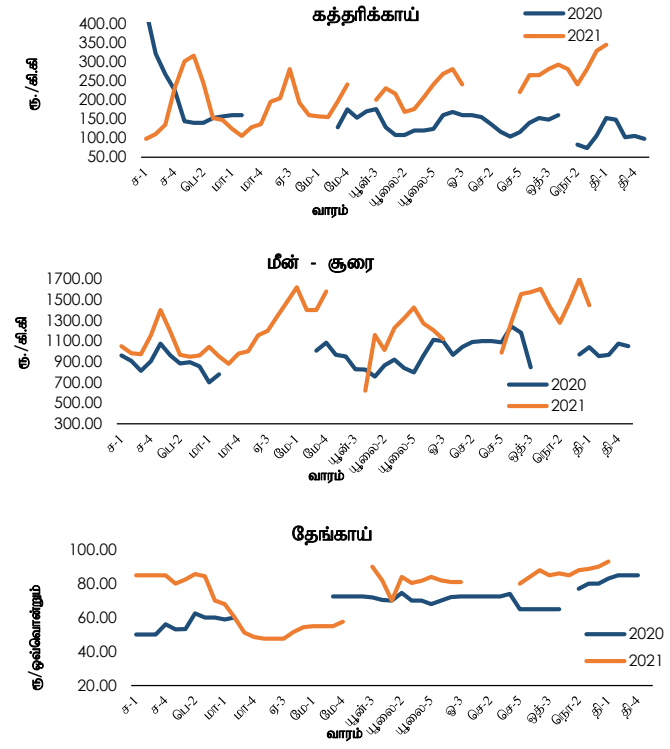 கத்தரிக்காய்
2020
2021
ரூ./கி.கி
400.00
350.00
300.00
250.00
200.00
150.00
100.00
50.00
ச-1
ச-4
பெ-2
மா-1
மா-4
ஏ-3
மே-1
மே-4
யூன்-3
யூலை-2
யூலை-5
ஓ-3
செ-2
செ-5
ஒத்-3
நொ-2
தி-1
தி-4
வாரம்
மீன் - சூரை
ரூ./கி.கி
1700.00
1500.00
1300.00
1100.00
900.00
700.00
500.00
300.00
2020
2021
ச-1
ச-4
பெ-2
மா-1
மா-4
ஏ-3
மே-1
மே-4
யூன்-3
யூலை-2
யூலை-5
ஓ-3
செ-2
செ-5
ஒத்-3
நொ-2
தி-1
தி-4
வாரம்
தேங்காய்
ரூ/ஒவ்வொன்றும்
100.00
80.00
60.00
40.00
20.00
2020
2021
ச-1
ச-4
பெ-2
மா-1
மா-4
ஏ-3
மே-1
மே-4
யூன்-3
யூலை-2
யூலை-5
ஓ-3
செ-2
செ-5
ஒத்-3
நொ-2
தி-1
தி-4
வாரம்